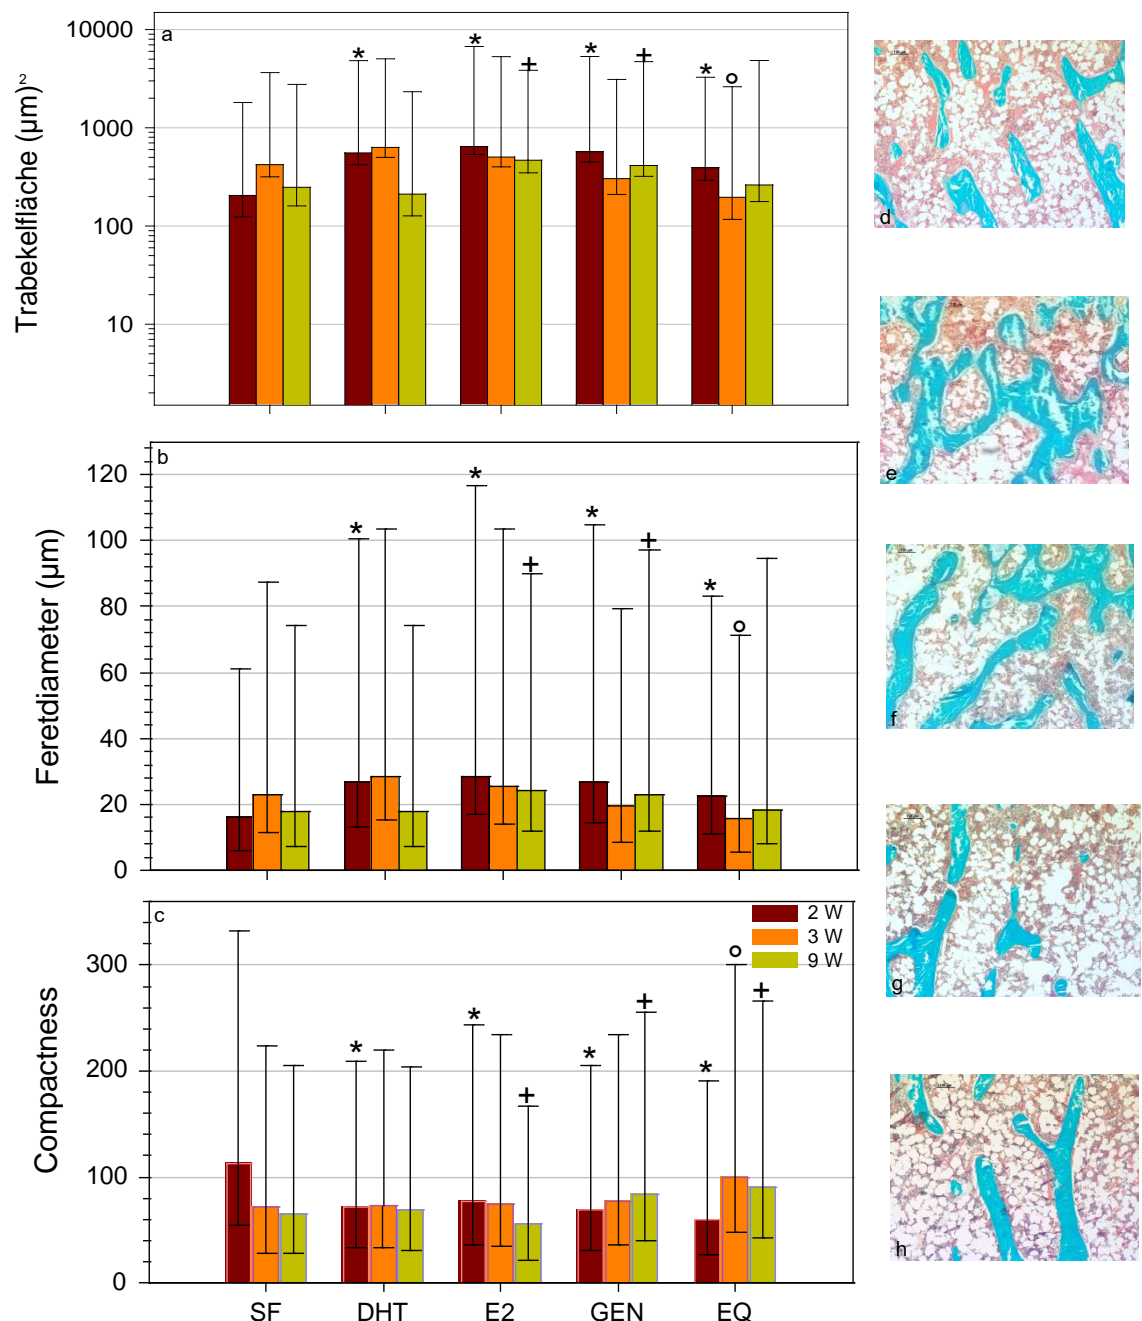 a
Trabekelfläche (µm)²
10000
1000
100
10
* * + * + * o
b
Feretdiameter (µm)
120
100
80
60
40
20
0
* * + * + * o
c
Compactness
300
200
100
0
2 W
3 W
9 W
* * + * + * o +
SF DHT E2 GEN EQ
d
e
f
g
h